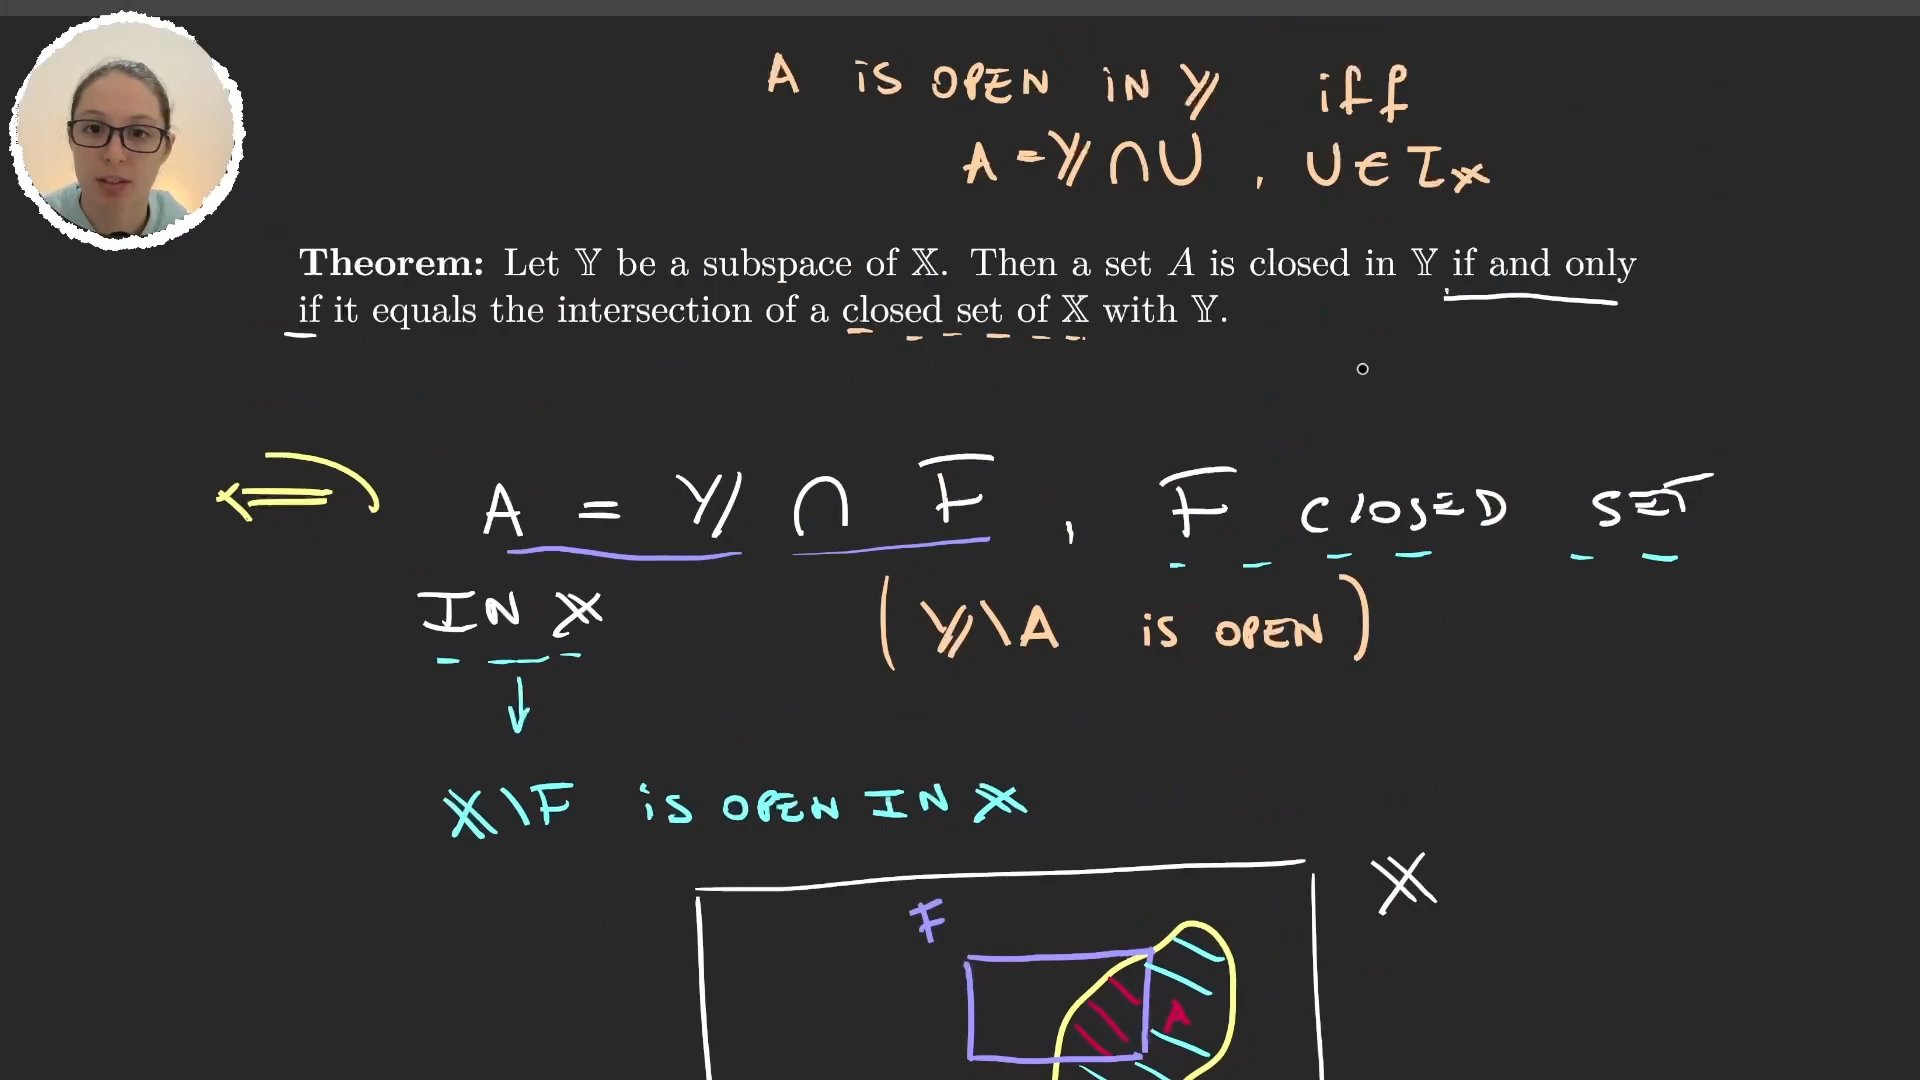 A is OPEN iN 𝕐 iff
A = 𝕐 ∩ U , U ∈ τ_𝕏
Theorem: Let 𝕐 be a subspace of 𝕏. Then a set A is closed in 𝕐 if and only
if it equals the intersection of a closed set of 𝕏 with 𝕐.
⇐ A = 𝕐 ∩ F , F CLOSED SET
IN 𝕏 (𝕐\A is OPEN)
↓
𝕏\F is OPEN IN 𝕏
𝕏
F
A